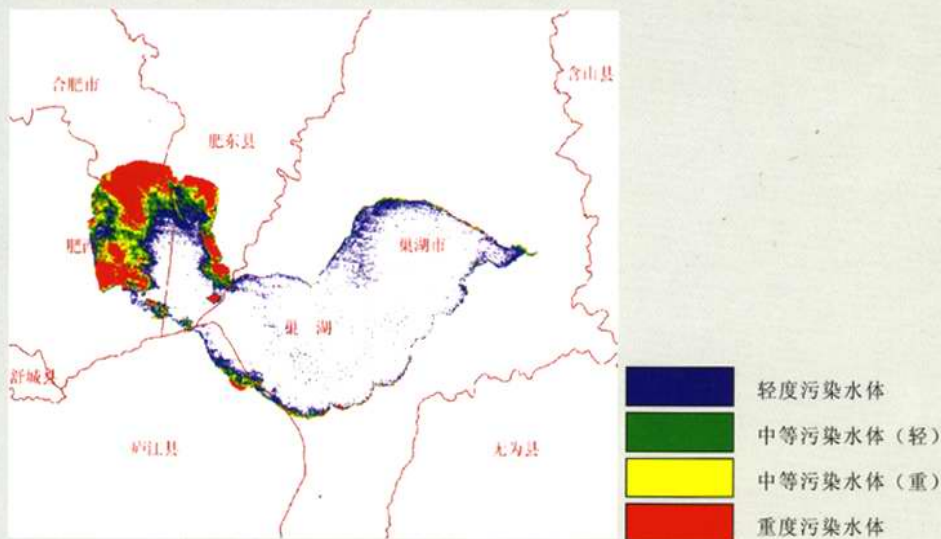 合肥市
含山县
肥东县
肥
巢湖市
巢 湖
舒城县
庐江县
无为县
轻度污染水体
中等污染水体（轻）
中等污染水体（重）
重度污染水体